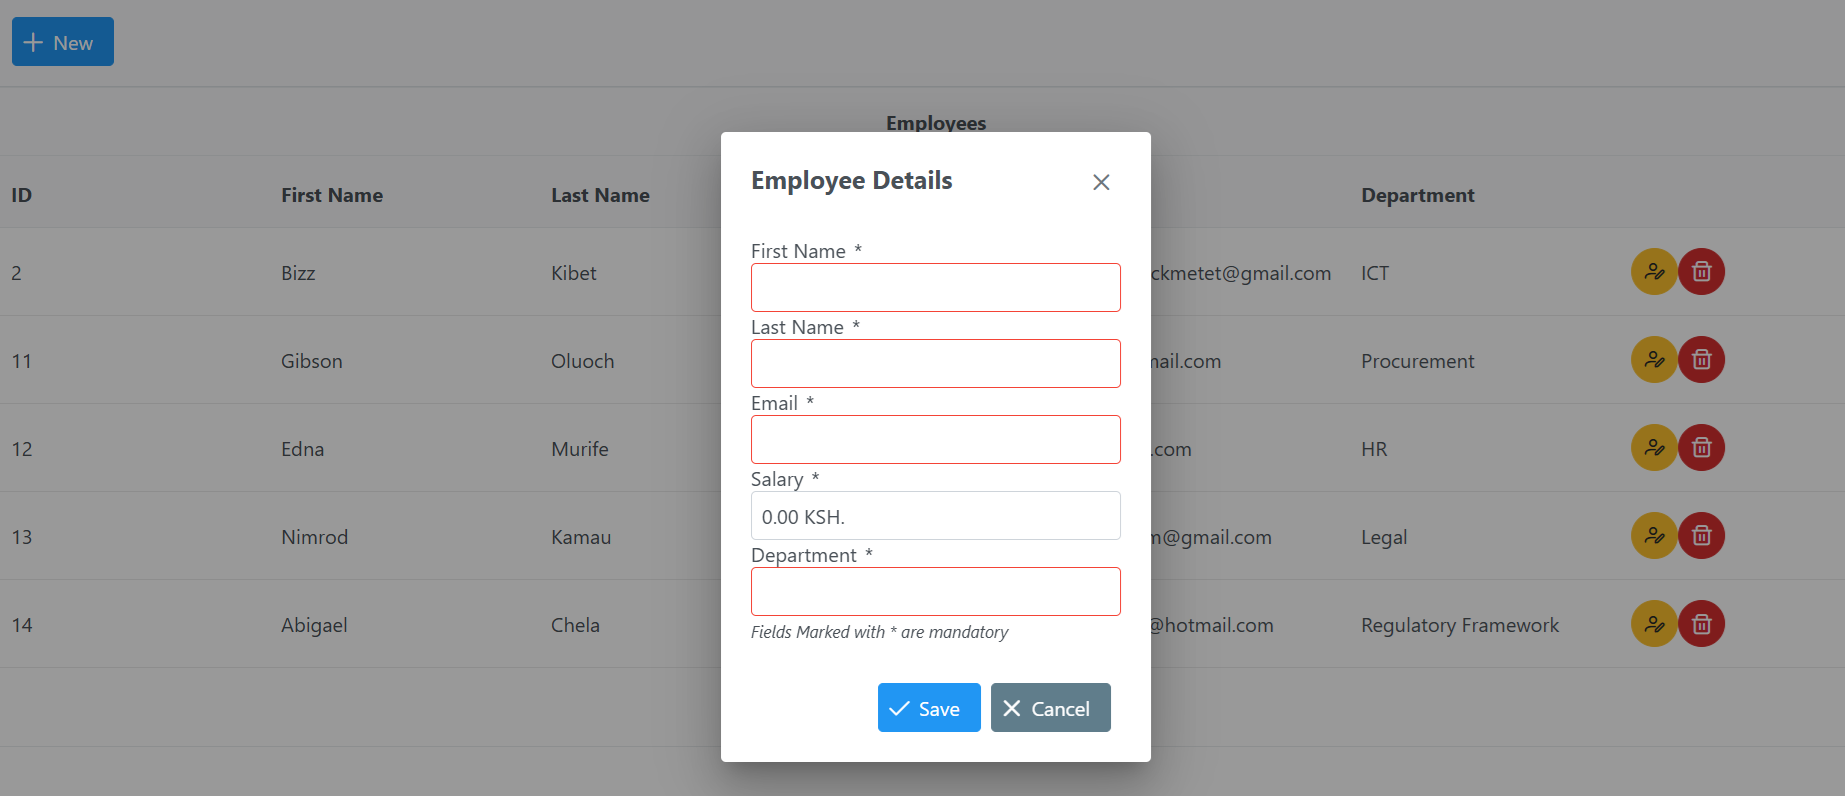 New
Employees
ID First Name Last Name Department
2 Bizz Kibet ckmetet@gmail.com ICT
11 Gibson Oluoch mail.com Procurement
12 Edna Murife .com HR
13 Nimrod Kamau m@gmail.com Legal
14 Abigael Chela @hotmail.com Regulatory Framework
Employee Details
First Name *
Last Name *
Email *
Salary *
0.00 KSH.
Department *
Fields Marked with * are mandatory
Save Cancel